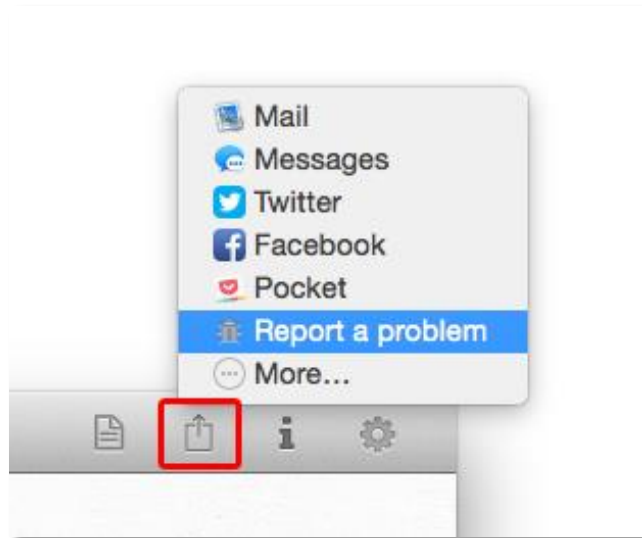 Mail
Messages
Twitter
Facebook
Pocket
Report a problem
More...